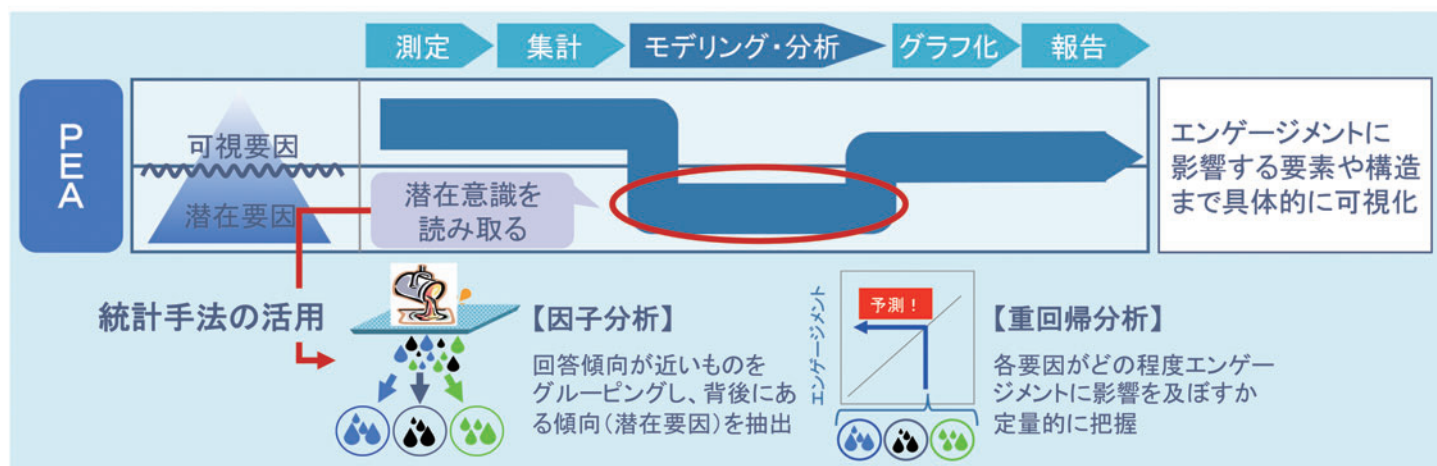 測定
集計
モデリング・分析
グラフ化
報告
PEA
可視要因
潜在要因
潜在意識を
読み取る
エンゲージメントに
影響する要素や構造
まで具体的に可視化
統計手法の活用
【因子分析】
回答傾向が近いものを
グルーピングし、背後にあ
る傾向(潜在要因)を抽出
エンゲージメント
予測!
【重回帰分析】
各要因がどの程度エンゲー
ジメントに影響を及ぼすか
定量的に把握